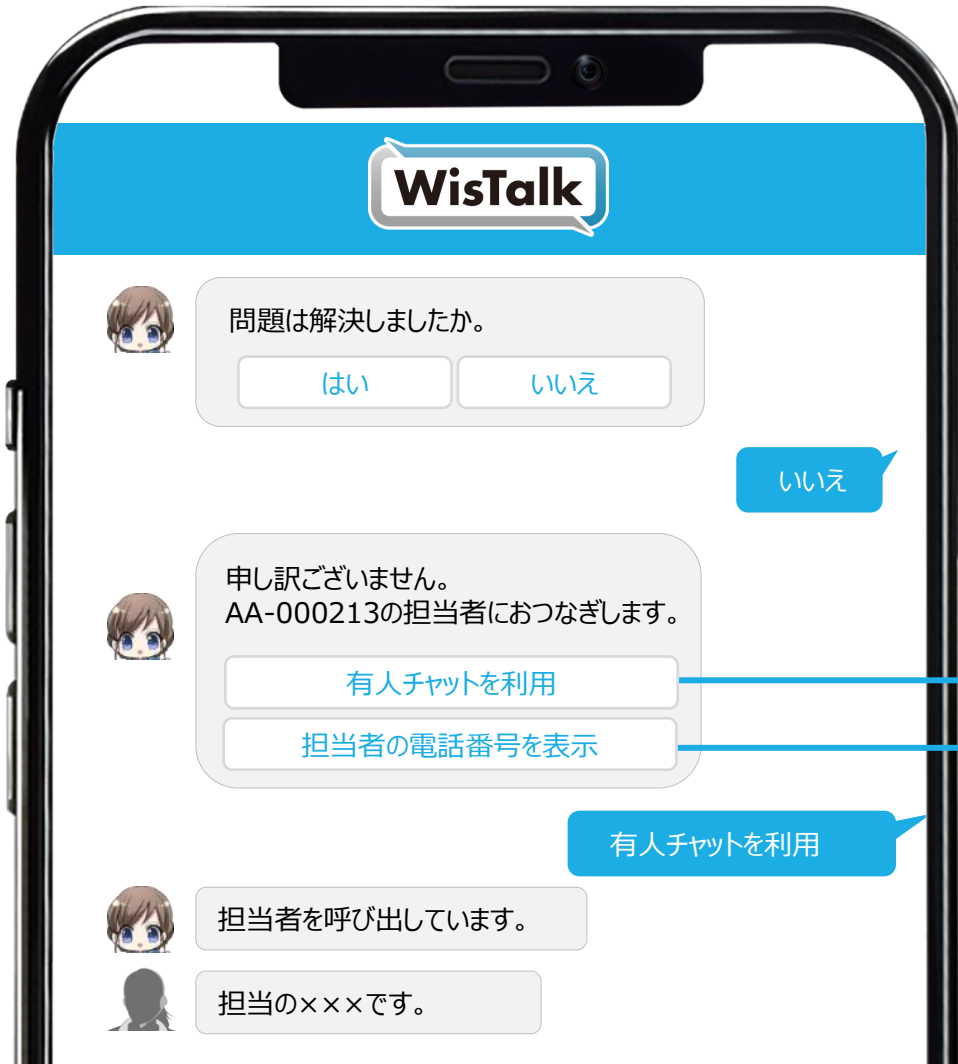 WisTalk
問題は解決しましたか。
はい
いいえ
いいえ
申し訳ございません。
AA-000213の担当者におつなぎします。
有人チャットを利用
担当者の電話番号を表示
有人チャットを利用
担当者を呼び出しています。
担当の×××です。